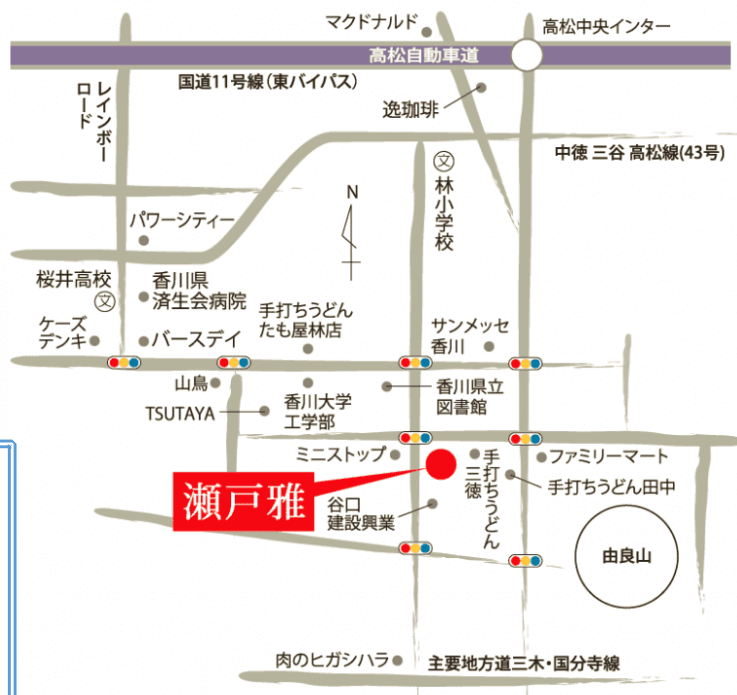 マクドナルド
高松中央インター
高松自動車道
国道11号線(東バイパス)
レインボー
ロード
逸珈琲
中徳 三谷 高松線(43号)
文
林小学校
N
パワーシティー
桜井高校
文
香川県
済生会病院
ケーズ
デンキ
バースデイ
手打ちうどん
たも屋林店
サンメッセ
香川
山鳥
TSUTAYA
香川大学
工学部
香川県立
図書館
ミニストップ
手打ちうどん
三徳
ファミリーマート
手打ちうどん田中
瀬戸雅
谷口
建設興業
由良山
肉のヒガシハラ
主要地方道三木・国分寺線